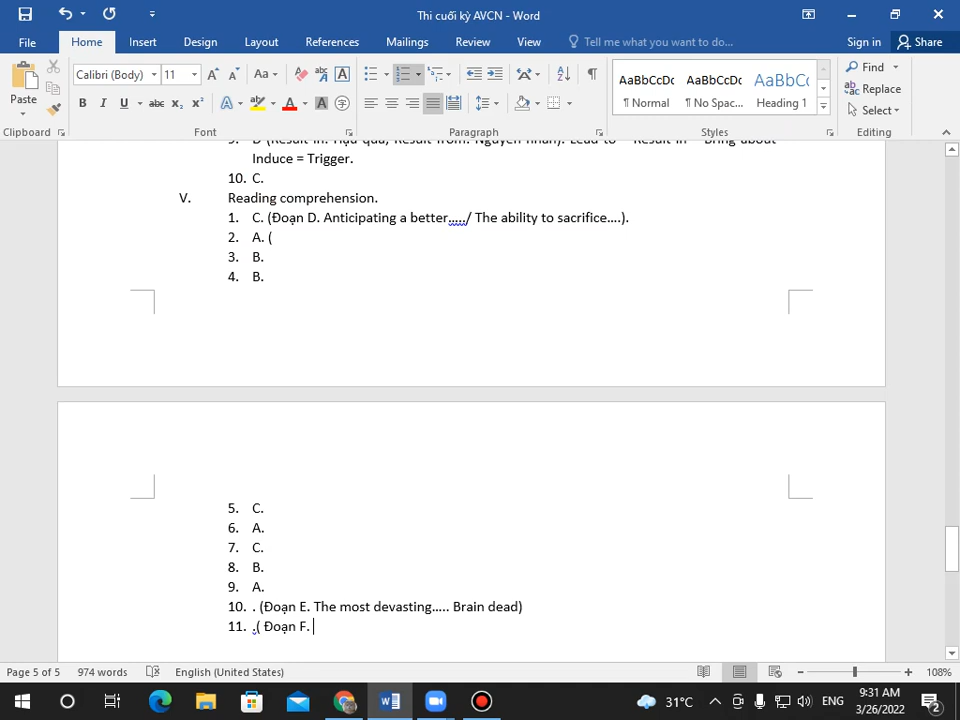 Thi cuối kỳ AVCN - Word
File Home Insert Design Layout References Mailings Review View Tell me what you want to do... Sign in Share
Paste Calibri (Body) 11 AaBbCcDc AaBbCcDc AaBbCcDc Find
¶ Normal ¶ No Spac... Heading 1 Replace
Select
Clipboard Font Paragraph Styles Editing
9. D (Result in: Hậu quả, Result from: Nguyên nhân). Lead to = Result in = Bring about
Induce = Trigger.
10. C.
V. Reading comprehension.
1. C. (Đoạn D. Anticipating a better…../ The ability to sacrifice….).
2. A. (
3. B.
4. B.
5. C.
6. A.
7. C.
8. B.
9. A.
10. . (Đoạn E. The most devasting….. Brain dead)
11. .( Đoạn F.
Page 5 of 5 974 words English (United States) 108%
31°C ENG 9:31 AM
3/26/2022 2